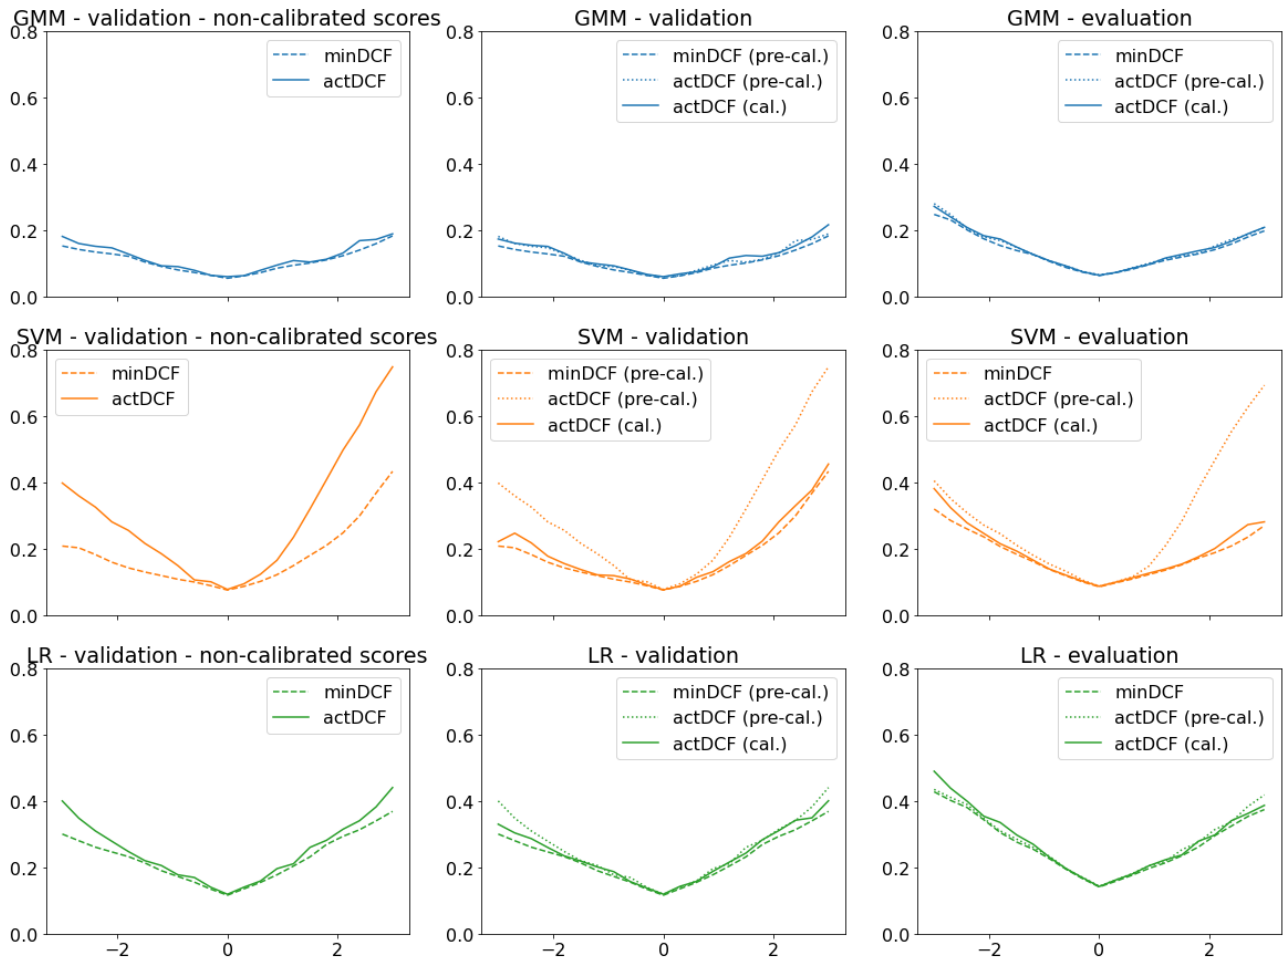 GMM - validation - non-calibrated scores
GMM - validation
GMM - evaluation
0.8
0.6
0.4
0.2
0.0
minDCF
actDCF
−2
0
2
0.8
0.6
0.4
0.2
0.0
minDCF (pre-cal.)
actDCF (pre-cal.)
actDCF (cal.)
0.8
0.6
0.4
0.2
0.0
minDCF
actDCF (pre-cal.)
actDCF (cal.)
SVM - validation - non-calibrated scores
SVM - validation
SVM - evaluation
0.8
0.6
0.4
0.2
0.0
minDCF
actDCF
0.8
0.6
0.4
0.2
0.0
minDCF (pre-cal.)
actDCF (pre-cal.)
actDCF (cal.)
0.8
0.6
0.4
0.2
0.0
minDCF
actDCF (pre-cal.)
actDCF (cal.)
LR - validation - non-calibrated scores
LR - validation
LR - evaluation
0.8
0.6
0.4
0.2
0.0
minDCF
actDCF
−2
0
2
0.8
0.6
0.4
0.2
0.0
minDCF (pre-cal.)
actDCF (pre-cal.)
actDCF (cal.)
−2
0
2
0.8
0.6
0.4
0.2
0.0
minDCF
actDCF (pre-cal.)
actDCF (cal.)
−2
0
2